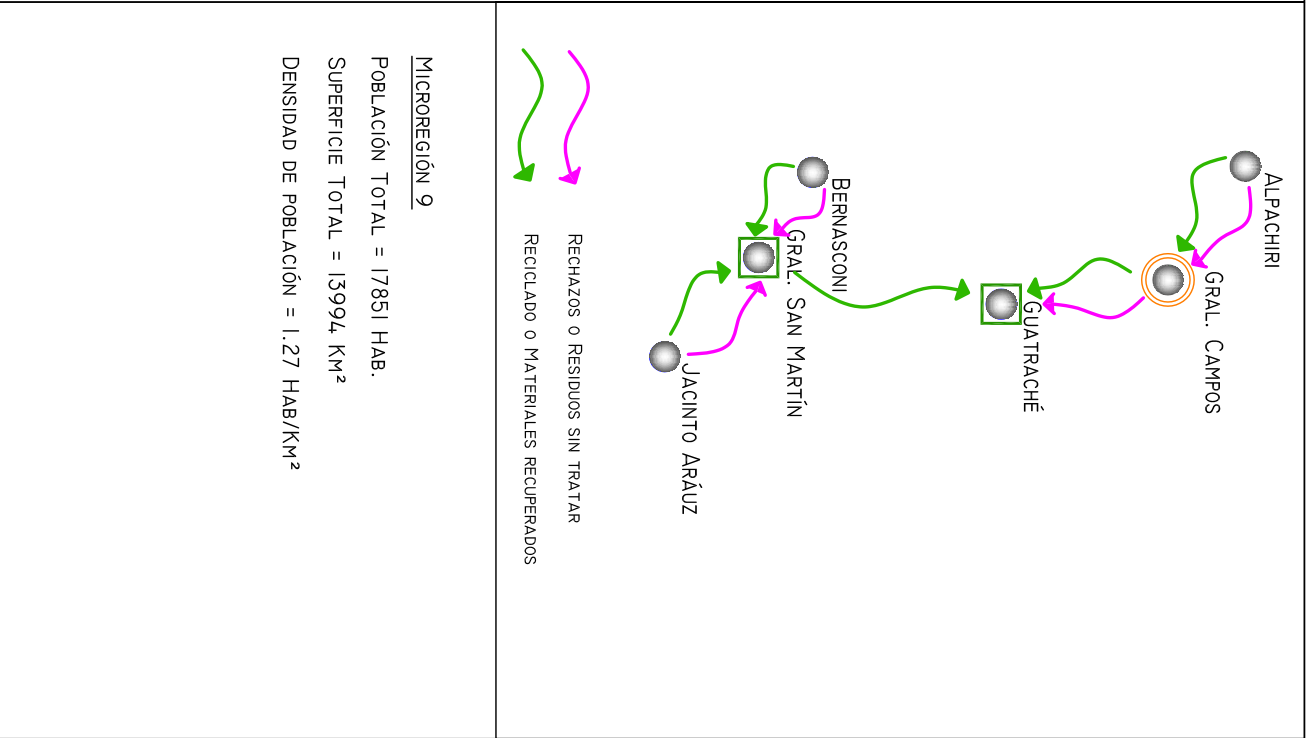 Alpachiri
Gral. Campos
Guatraché
Bernasconi
Gral. San Martín
Jacinto Aráuz
Rechazos o Residuos sin tratar
Reciclado o Materiales recuperados
Microregión 9
Población Total = 17851 Hab.
Superficie Total = 13994 Km²
Densidad de población = 1.27 Hab/Km²